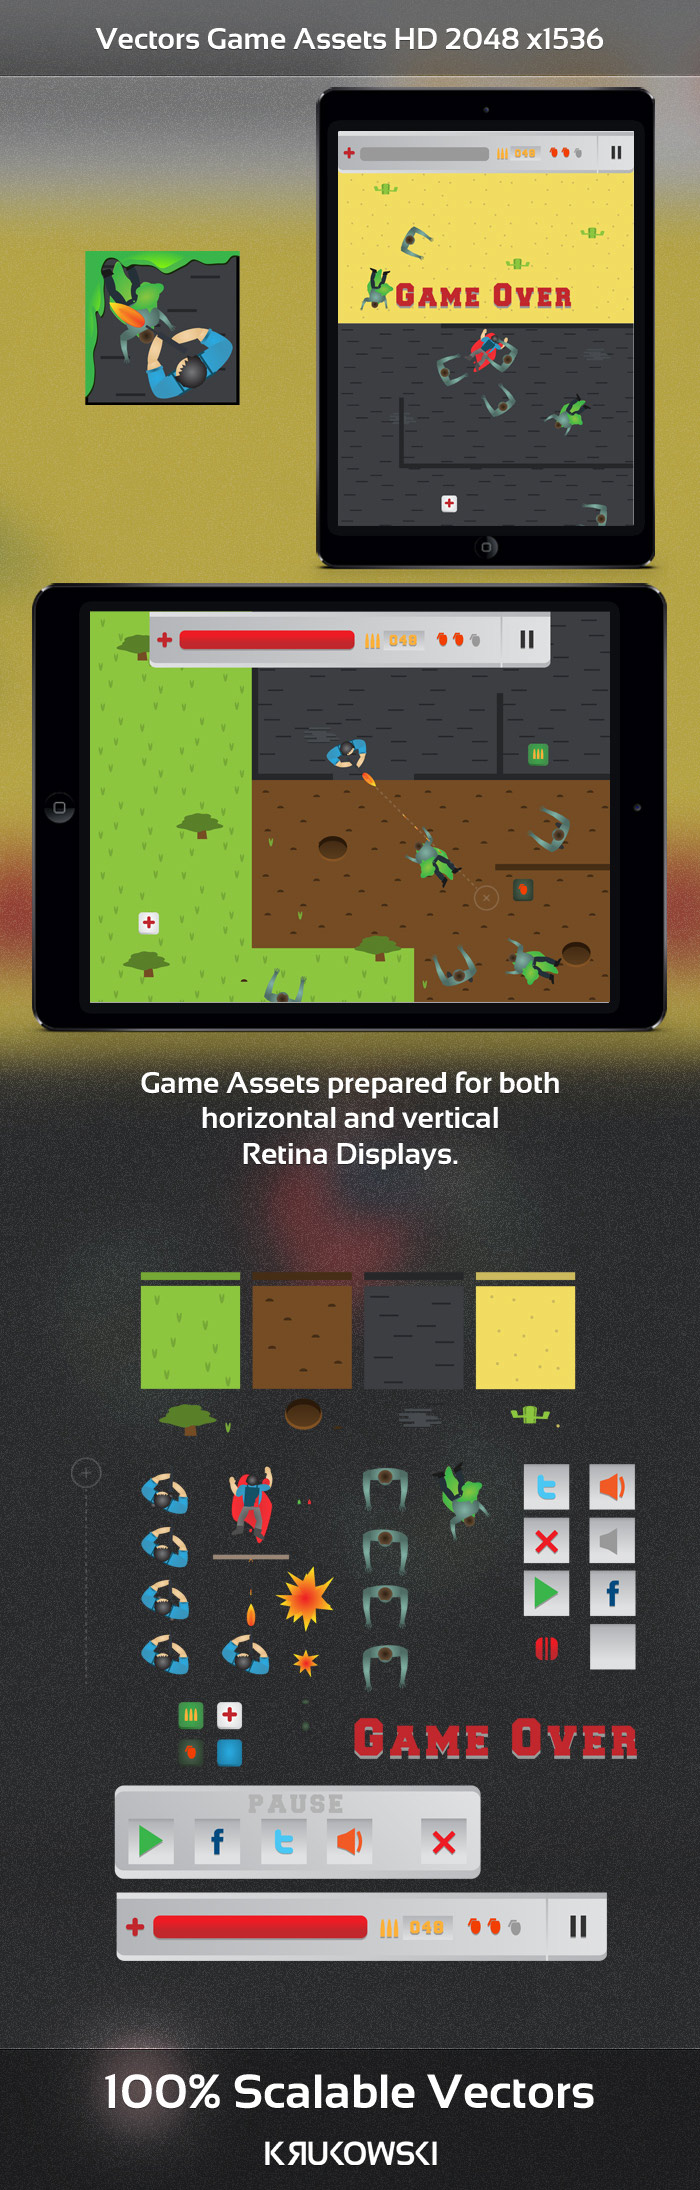 Vectors Game Assets HD 2048 x1536
048
GAME OVER
048
Game Assets prepared for both
horizontal and vertical
Retina Displays.
GAME OVER
PAUSE
048
100% Scalable Vectors
KRUKOWSKI